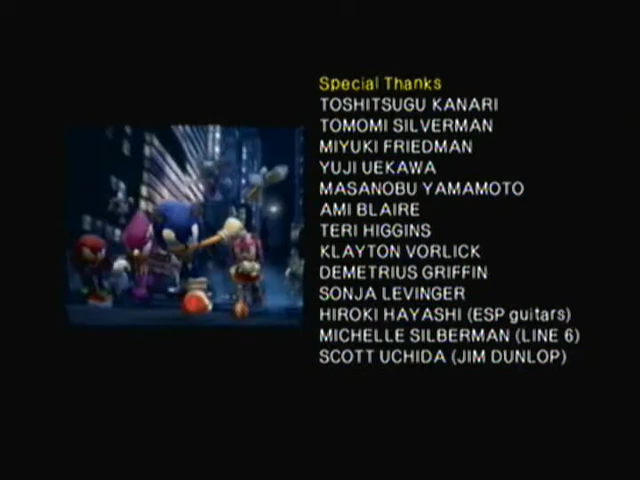 Special Thanks
TOSHITSUGU KANARI
TOMOMI SILVERMAN
MIYUKI FRIEDMAN
YUJI UEKAWA
MASANOBU YAMAMOTO
AMI BLAIRE
TERI HIGGINS
KLAYTON VORLICK
DEMETRIUS GRIFFIN
SONJA LEVINGER
HIROKI HAYASHI (ESP guitars)
MICHELLE SILBERMAN (LINE 6)
SCOTT UCHIDA (JIM DUNLOP)